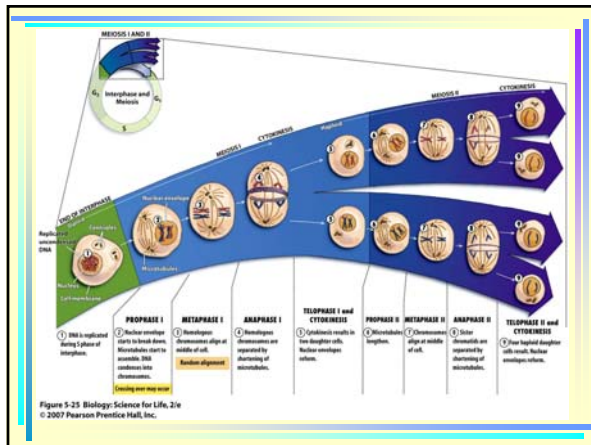 MEIOSIS I AND II
G₂
G₁
Interphase and
Meiosis
S
MEIOSIS II
CYTOKINESIS
CYTOKINESIS
MEIOSIS I
Haploid
END OF INTERPHASE
Diploid
Nuclear envelope
Centrioles
Replicated
uncondensed
DNA
Nucleus
Cell membrane
Microtubules
1 DNA is replicated
during S phase of
interphase.
PROPHASE I
2 Nuclear envelope
starts to break down.
Microtubules start to
assemble. DNA
condenses into
chromosomes.
Crossing over may occur
METAPHASE I
3 Homologous
chromosomes align at
middle of cell.
Random alignment
ANAPHASE I
4 Homologous
chromosomes are
separated by
shortening of
microtubules.
TELOPHASE I and
CYTOKINESIS
5 Cytokinesis results in
two daughter cells.
Nuclear envelopes
reform.
PROPHASE II
6 Microtubules
lengthen.
METAPHASE II
7 Chromosomes
align at middle
of cell.
ANAPHASE II
8 Sister
chromatids are
separated by
shortening of
microtubules.
TELOPHASE II and
CYTOKINESIS
9 Four haploid daughter
cells result. Nuclear
envelopes reform.
Figure 5-25 Biology: Science for Life, 2/e
© 2007 Pearson Prentice Hall, Inc.